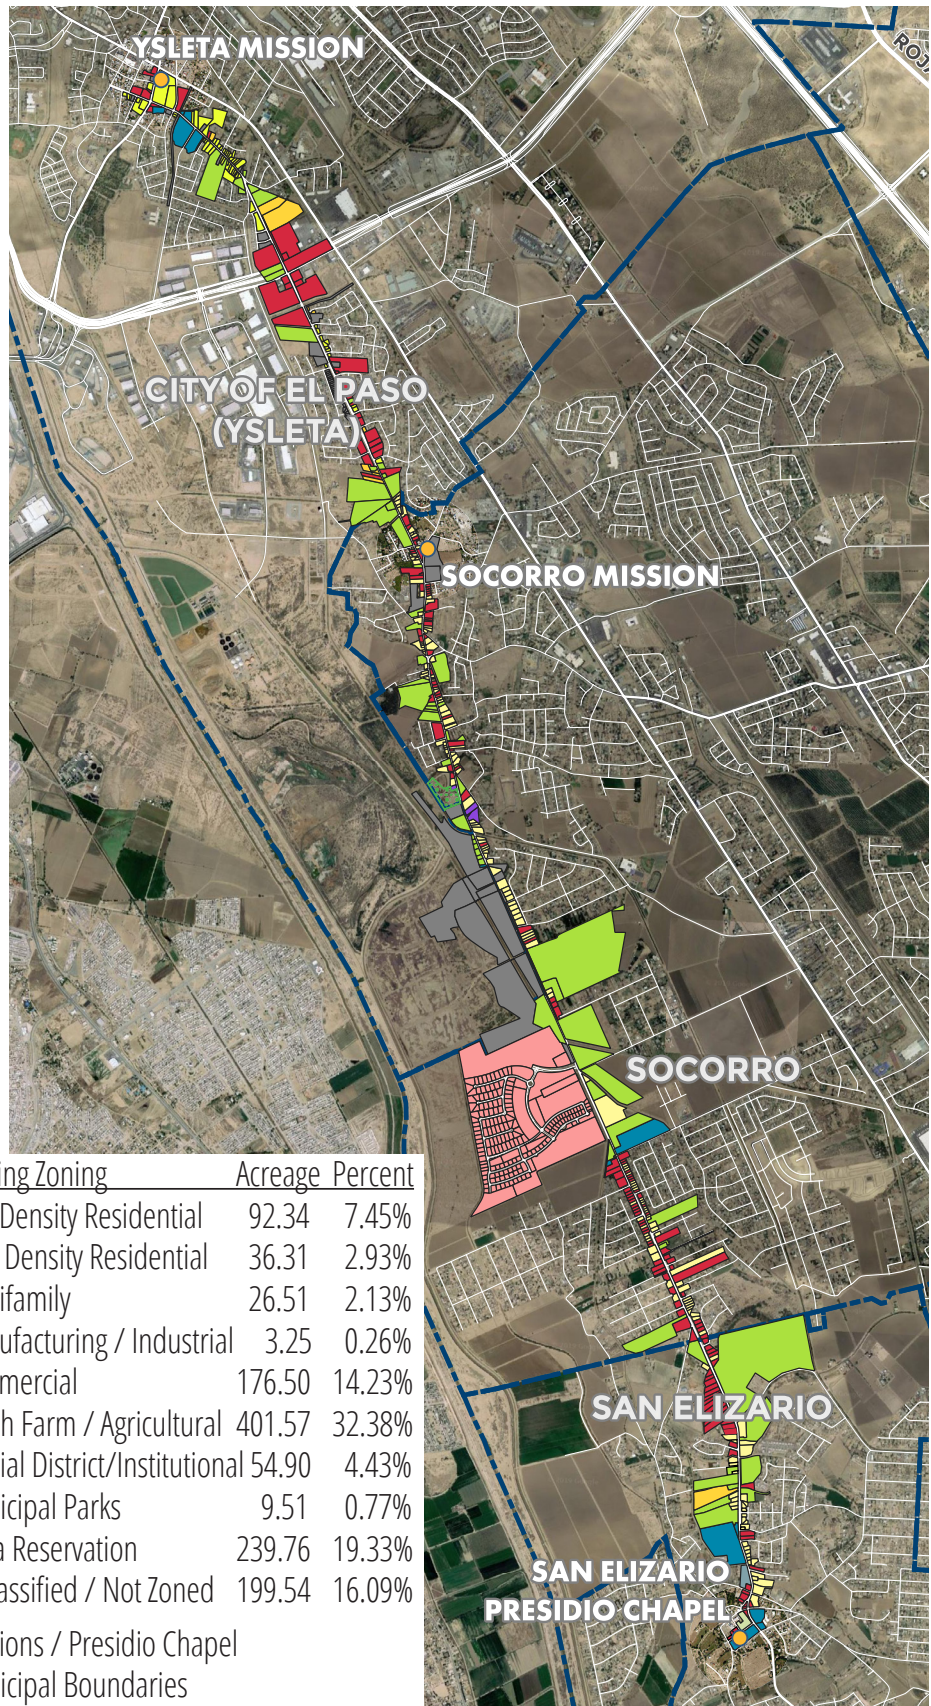 YSLETA MISSION
ROJA
CITY OF EL PASO
(YSLETA)
SOCORRO MISSION
SOCORRO
SAN ELIZARIO
SAN ELIZARIO
PRESIDIO CHAPEL
ing Zoning Acreage Percent
Density Residential 92.34 7.45%
Density Residential 36.31 2.93%
ifamily 26.51 2.13%
ufacturing / Industrial 3.25 0.26%
mercial 176.50 14.23%
h Farm / Agricultural 401.57 32.38%
ial District/Institutional 54.90 4.43%
icipal Parks 9.51 0.77%
a Reservation 239.76 19.33%
assified / Not Zoned 199.54 16.09%
ions / Presidio Chapel
icipal Boundaries